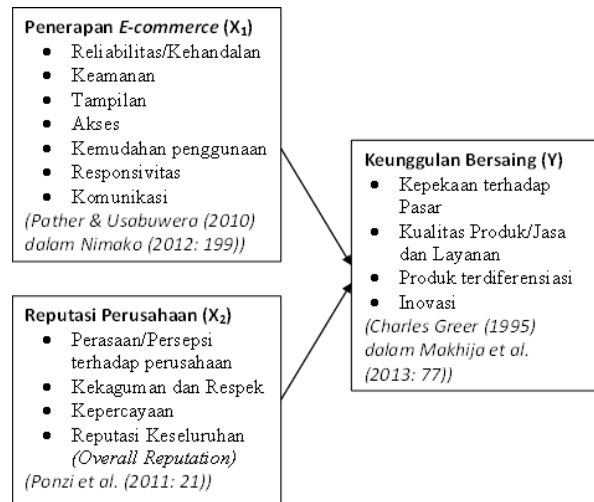 Penerapan E-commerce (X₁)
● Reliabilitas/Kehandalan
● Keamanan
● Tampilan
● Akses
● Kemudahan penggunaan
● Responsivitas
● Komunikasi
(Pather & Usabuwera (2010)
dalam Nimako (2012: 199))
Reputasi Perusahaan (X₂)
● Perasaan/Persepsi
terhadap perusahaan
● Kekaguman dan Respek
● Kepercayaan
● Reputasi Keseluruhan
(Overall Reputation)
(Ponzi et al. (2011: 21))
Keunggulan Bersaing (Y)
● Kepekaan terhadap
Pasar
● Kualitas Produk/Jasa
dan Layanan
● Produk terdiferensiasi
● Inovasi
(Charles Greer (1995)
dalam Makhija et al.
(2013: 77))